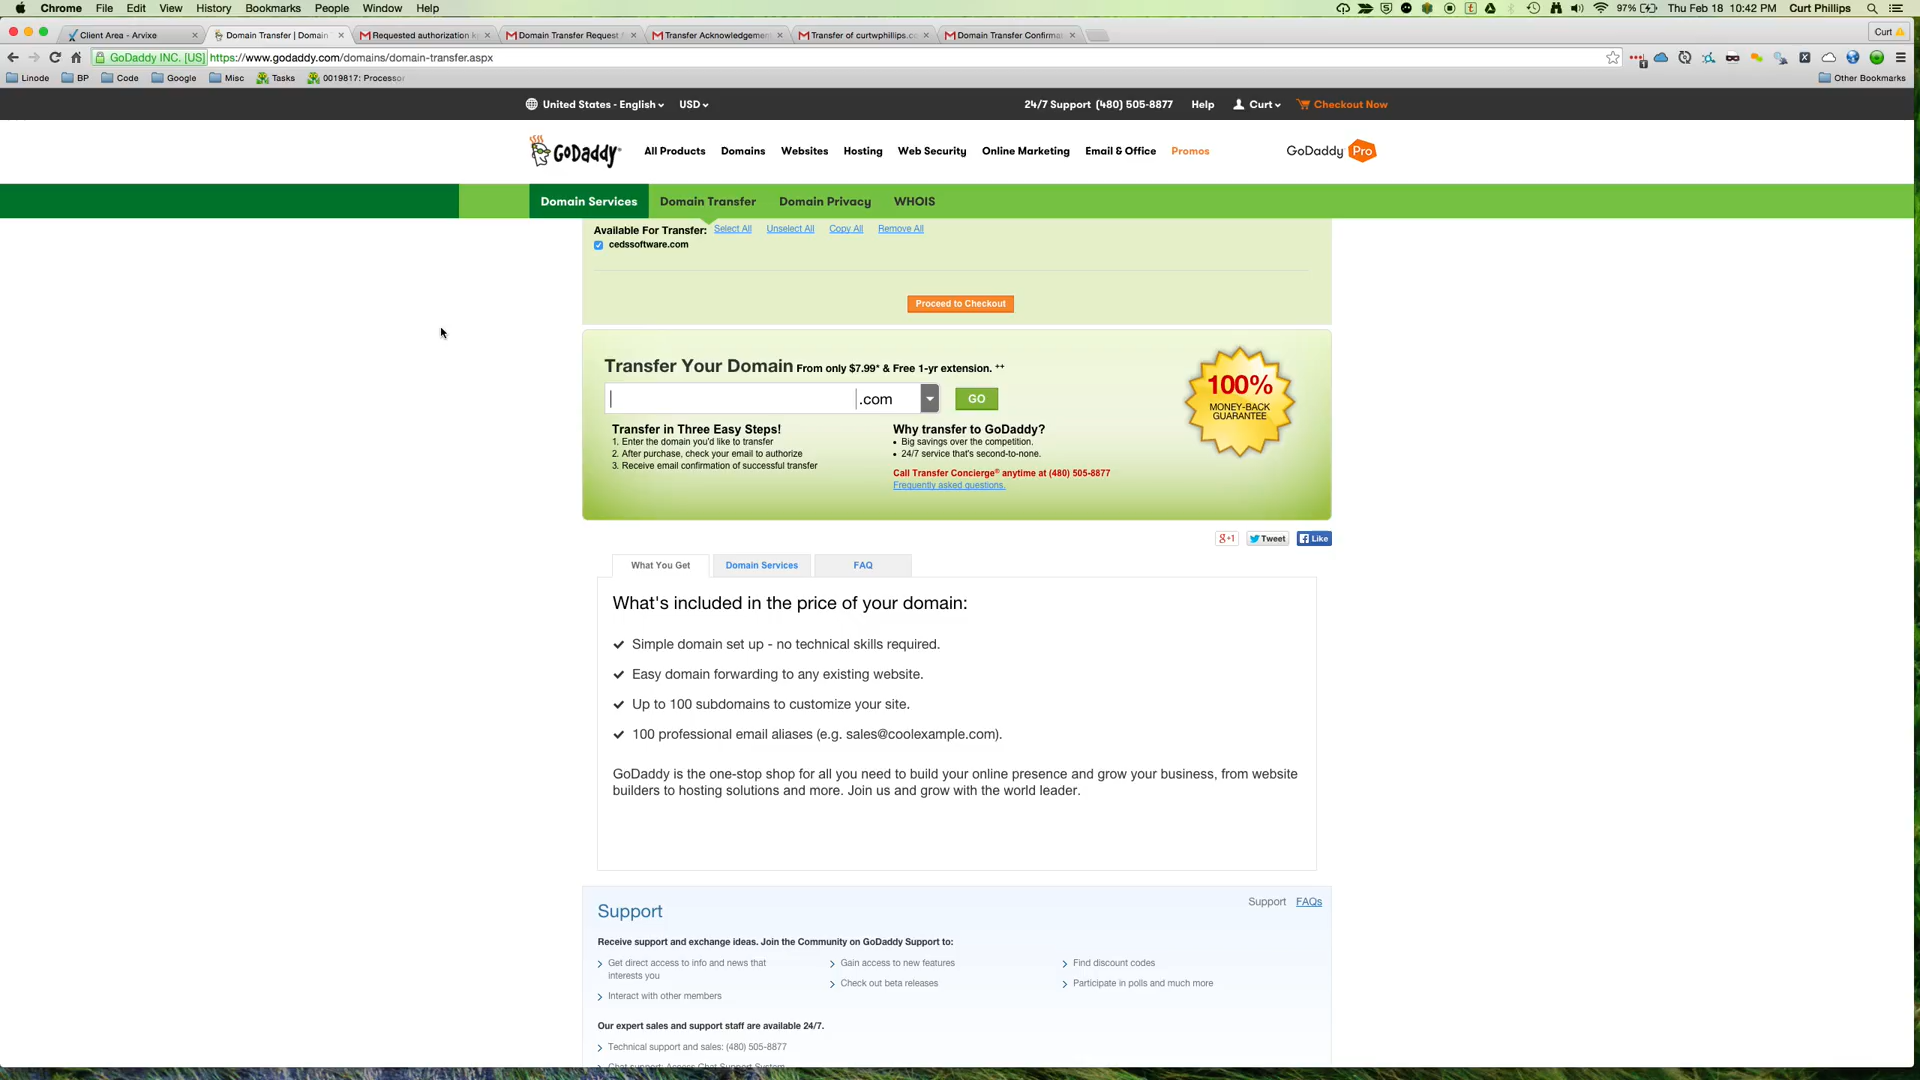 Chrome File Edit View History Bookmarks People Window Help
97% Thu Feb 18 10:42 PM Curt Phillips
Client Area - Arvixe
Domain Transfer | Domain
Requested authorization k
Domain Transfer Request
Transfer Acknowledgemen
Transfer of curtwphillips.co
Domain Transfer Confirma
Curt
GoDaddy INC. [US] https://www.godaddy.com/domains/domain-transfer.aspx
Linode BP Code Google Misc Tasks 0019817: Processor
Other Bookmarks
United States - English USD
24/7 Support (480) 505-8877 Help Curt Checkout Now
GoDaddy
All Products Domains Websites Hosting Web Security Online Marketing Email & Office Promos
GoDaddy Pro
Domain Services Domain Transfer Domain Privacy WHOIS
Available For Transfer: Select All Unselect All Copy All Remove All
cedssoftware.com
Proceed to Checkout
Transfer Your Domain From only $7.99* & Free 1-yr extension. ++
.com GO
100%
MONEY-BACK
GUARANTEE
Transfer in Three Easy Steps!
1. Enter the domain you'd like to transfer
2. After purchase, check your email to authorize
3. Receive email confirmation of successful transfer
Why transfer to GoDaddy?
• Big savings over the competition.
• 24/7 service that's second-to-none.
Call Transfer Concierge® anytime at (480) 505-8877
Frequently asked questions.
g+1 Tweet Like
What You Get Domain Services FAQ
What's included in the price of your domain:
Simple domain set up - no technical skills required.
Easy domain forwarding to any existing website.
Up to 100 subdomains to customize your site.
100 professional email aliases (e.g. sales@coolexample.com).
GoDaddy is the one-stop shop for all you need to build your online presence and grow your business, from website
builders to hosting solutions and more. Join us and grow with the world leader.
Support
Support FAQs
Receive support and exchange ideas. Join the Community on GoDaddy Support to:
Get direct access to info and news that
interests you
Interact with other members
Gain access to new features
Check out beta releases
Find discount codes
Participate in polls and much more
Our expert sales and support staff are available 24/7.
Technical support and sales: (480) 505-8877
Chat support: Access Chat Support System